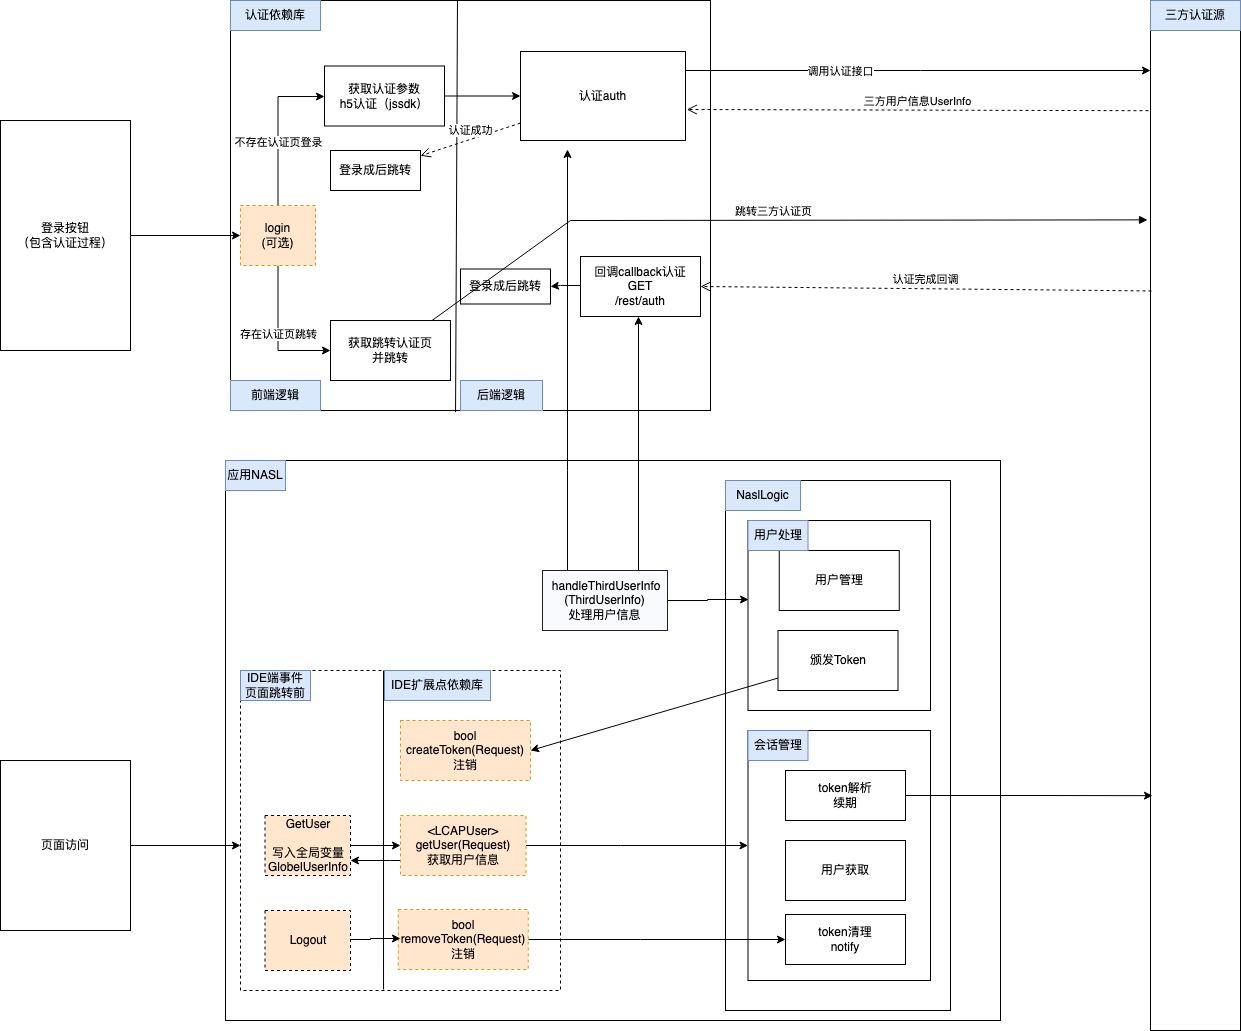 认证依赖库
三方认证源
获取认证参数
h5认证（jssdk）
认证auth
调用认证接口
三方用户信息UserInfo
认证成功
不存在认证页登录
登录成后跳转
登录按钮
（包含认证过程）
login
(可选)
跳转三方认证页
登录成后跳转
回调callback认证
GET
/rest/auth
认证完成回调
存在认证页跳转
获取跳转认证页
并跳转
前端逻辑
后端逻辑
应用NASL
NaslLogic
用户处理
用户管理
handleThirdUserInfo
(ThirdUserInfo)
处理用户信息
颁发Token
IDE端事件
页面跳转前
IDE扩展点依赖库
bool
createToken(Request)
注销
会话管理
token解析
续期
页面访问
GetUser
写入全局变量
GlobelUserInfo
<LCAPUser>
getUser(Request)
获取用户信息
用户获取
Logout
bool
removeToken(Request)
注销
token清理
notify